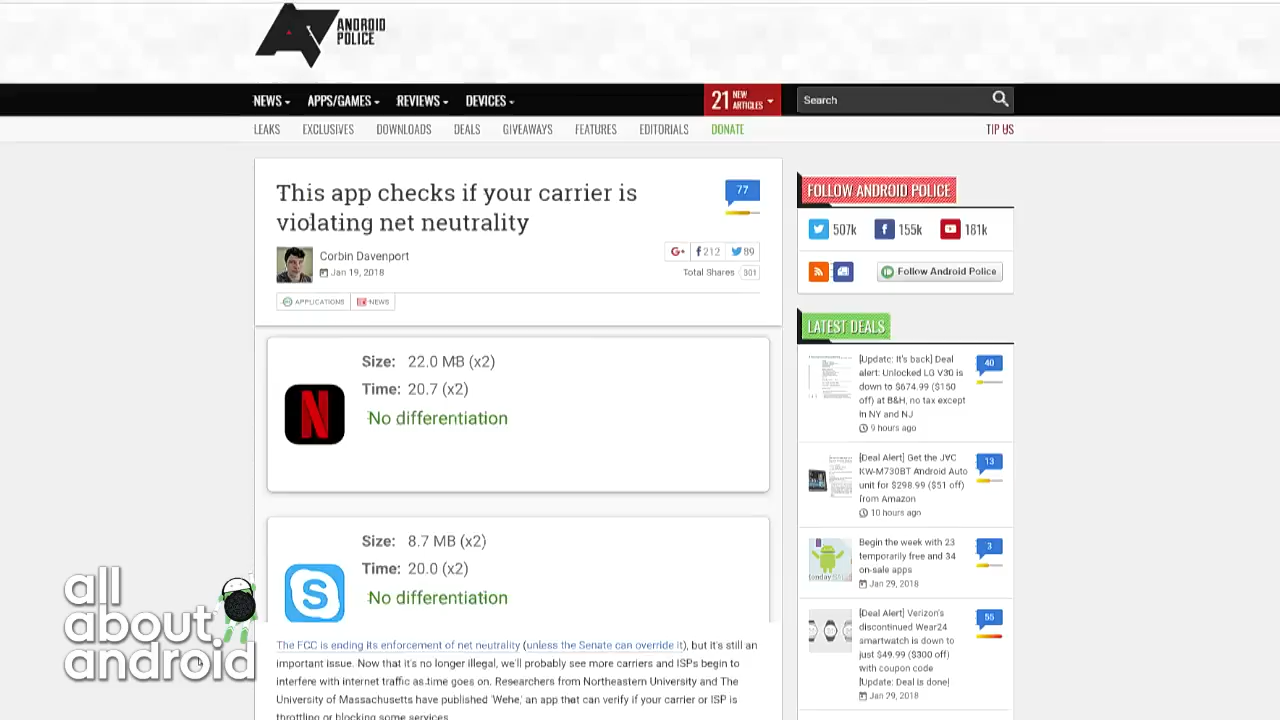 ANDROID
POLICE
NEWS
APPS/GAMES
REVIEWS
DEVICES
21 NEW ARTICLES
Search
LEAKS
EXCLUSIVES
DOWNLOADS
DEALS
GIVEAWAYS
FEATURES
EDITORIALS
DONATE
TIP US
This app checks if your carrier is
violating net neutrality
77
Corbin Davenport
Jan 19, 2018
G+
f 212
89
Total Shares 301
APPLICATIONS
NEWS
Size: 22.0 MB (x2)
Time: 20.7 (x2)
No differentiation
N
Size: 8.7 MB (x2)
Time: 20.0 (x2)
No differentiation
S
The FCC is ending its enforcement of net neutrality (unless the Senate can override it), but it's still an
important issue. Now that it's no longer illegal, we'll probably see more carriers and ISPs begin to
interfere with internet traffic as time goes on. Researchers from Northeastern University and The
University of Massachusetts have published 'Wehe,' an app that can verify if your carrier or ISP is
throttling or blocking some services
FOLLOW ANDROID POLICE
507k
f 155k
181k
Follow Android Police
LATEST DEALS
[Update: It's back] Deal
alert: Unlocked LG V30 is
down to $674.99 ($150
off) at B&H, no tax except
in NY and NJ
9 hours ago
40
[Deal Alert] Get the JVC
KW-M730BT Android Auto
unit for $298.99 ($51 off)
from Amazon
10 hours ago
13
Begin the week with 23
temporarily free and 34
on-sale apps
Jan 29, 2018
3
[Deal Alert] Verizon's
discontinued Wear24
smartwatch is down to
just $49.99 ($300 off)
with coupon code
[Update: Deal is done]
Jan 29, 2018
55
all
about
android